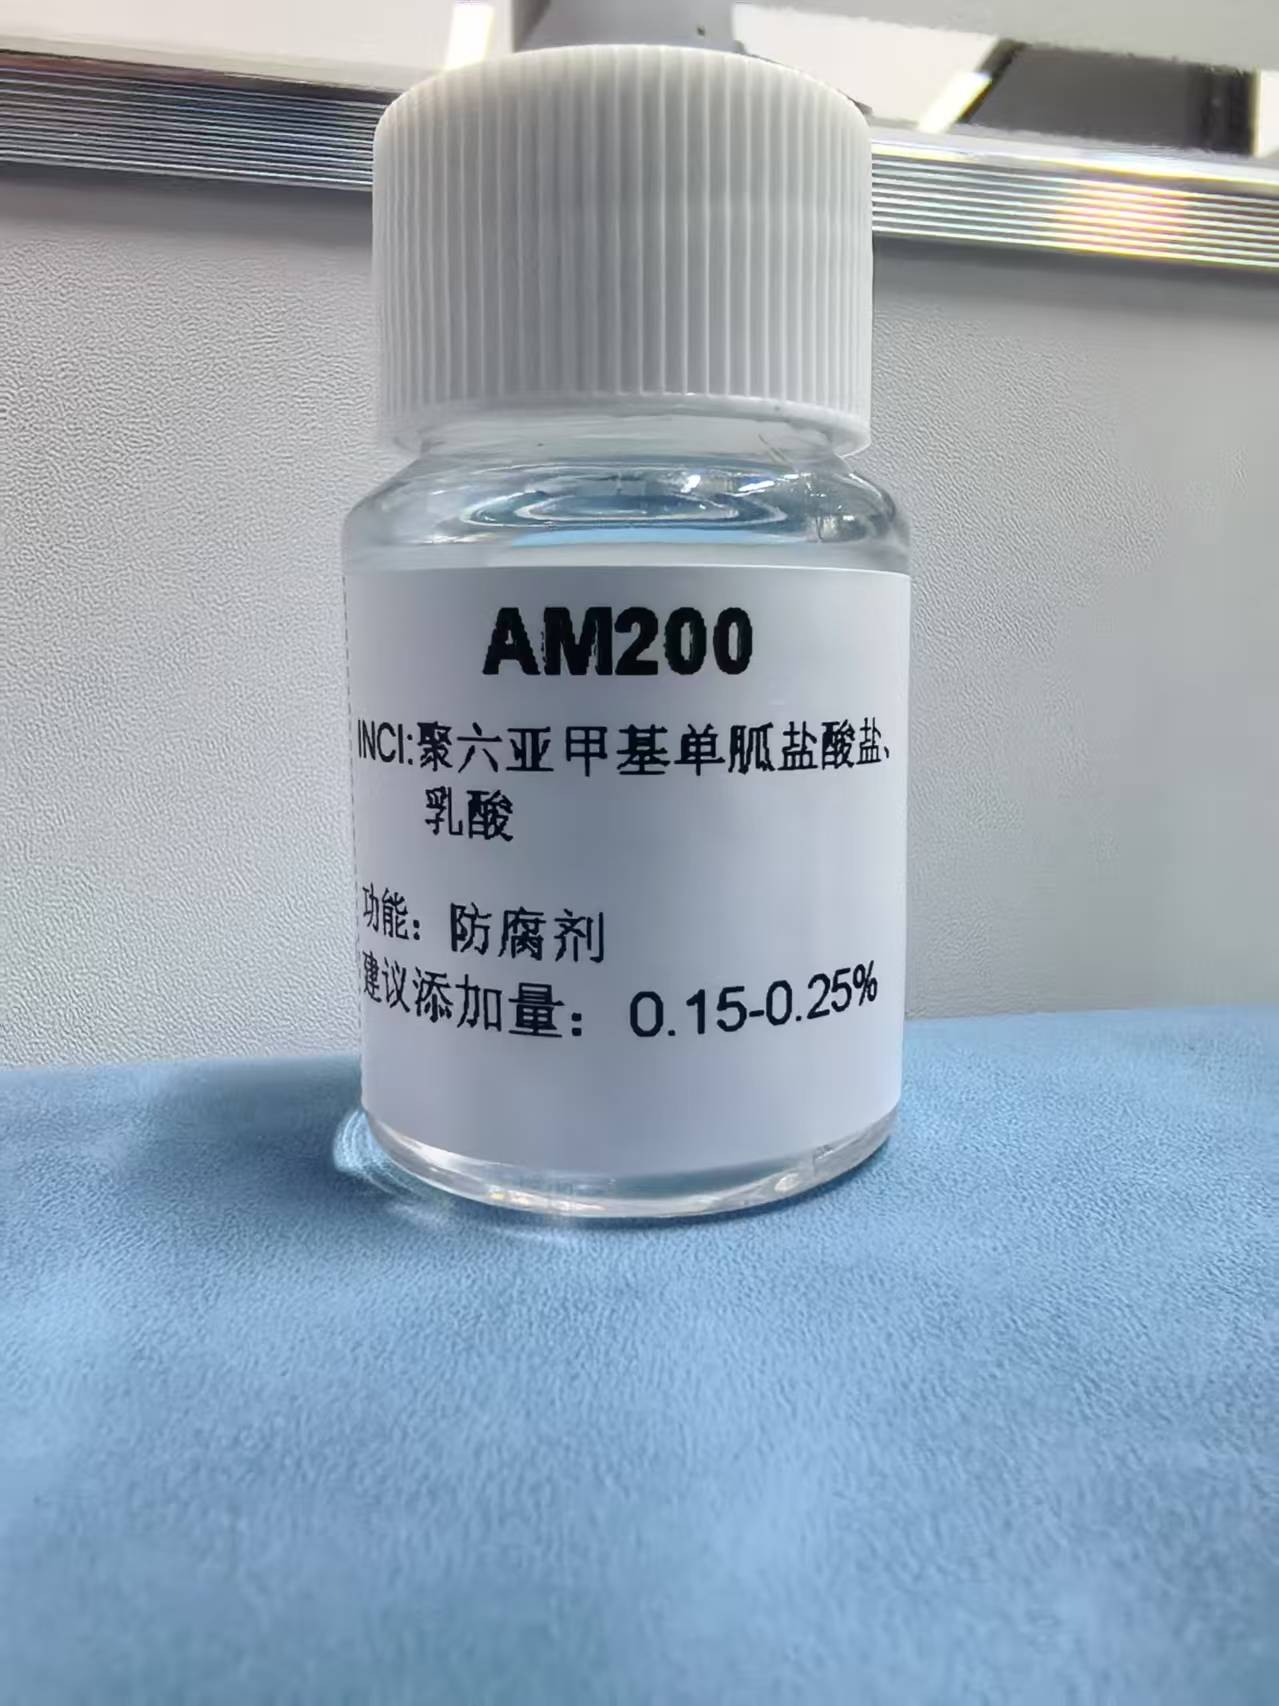 AM200
INCI:聚六亚甲基单胍盐酸盐、
乳酸
功能：防腐剂
建议添加量：0.15-0.25%